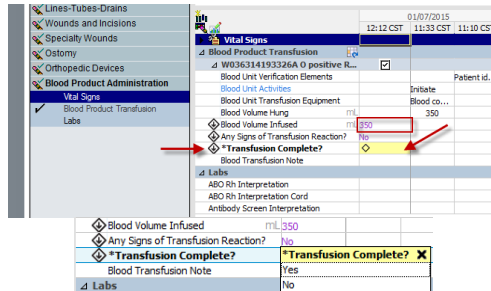 Lines-Tubes-Drains
Wounds and Incisions
Specialty Wounds
Ostomy
Orthopedic Devices
Blood Product Administration
Vital Signs
Blood Product Transfusion
Labs
01/07/2015
12:12 CST 11:33 CST 11:10 CS
Vital Signs
Blood Product Transfusion
W036314193326A O positive R...
Blood Unit Verification Elements Patient id.
Blood Unit Activities Initiate
Blood Unit Transfusion Equipment Blood co...
Blood Volume Hung mL 350
Blood Volume Infused mL 350
Any Signs of Transfusion Reaction? No
*Transfusion Complete?
Blood Transfusion Note
Labs
ABO Rh Interpretation
ABO Rh Interpretation Cord
Antibody Screen Interpretation
Blood Volume Infused mL 350
Any Signs of Transfusion Reaction? No
*Transfusion Complete? *Transfusion Complete? X
Blood Transfusion Note Yes
Labs No